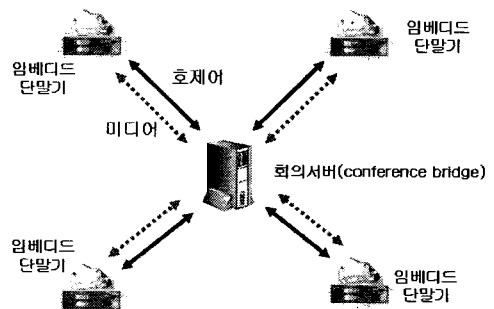 임베디드
단말기
임베디드
단말기
호제어
미디어
회의서버(conference bridge)
임베디드
단말기
임베디드
단말기